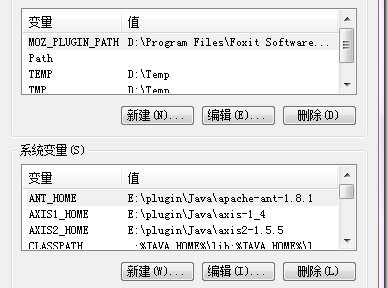 变量 值
MOZ_PLUGIN_PATH D:\Program Files\Foxit Software...
Path
TEMP D:\Temp
TMP D:\Temp
新建(N)... 编辑(E)... 删除(D)
系统变量(S)
变量 值
ANT_HOME E:\plugin\Java\apache-ant-1.8.1
AXIS1_HOME E:\plugin\Java\axis-1_4
AXIS2_HOME E:\plugin\Java\axis2-1.5.5
CLASSPATH .;%JAVA_HOME%\lib;%JAVA_HOME%\l...
新建(W)... 编辑(I)... 删除(L)